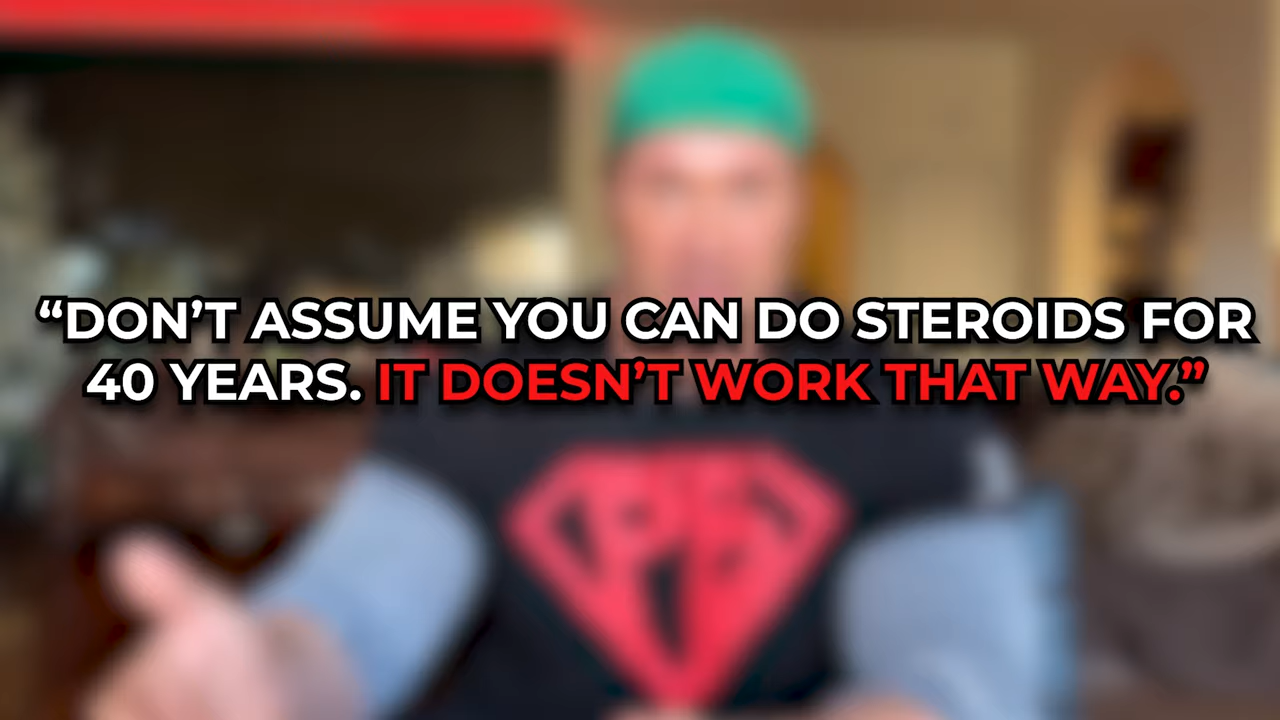 “DON’T ASSUME YOU CAN DO STEROIDS FOR
40 YEARS. IT DOESN’T WORK THAT WAY.”